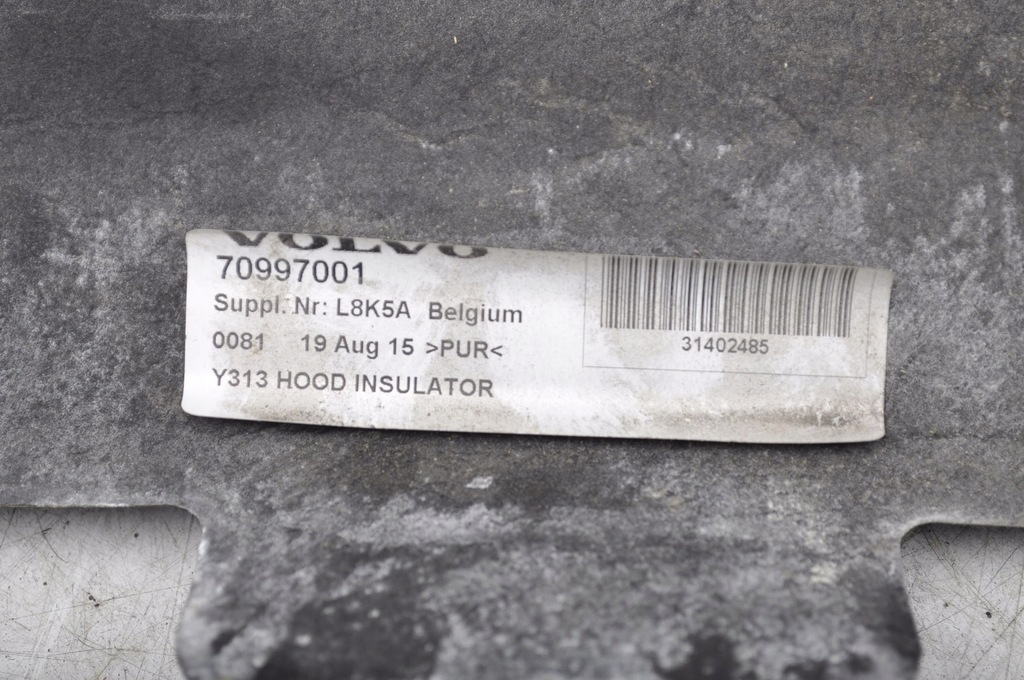 VOLVO
70997001
Suppl. Nr: L8K5A Belgium
0081 19 Aug 15 >PUR<
Y313 HOOD INSULATOR
31402485